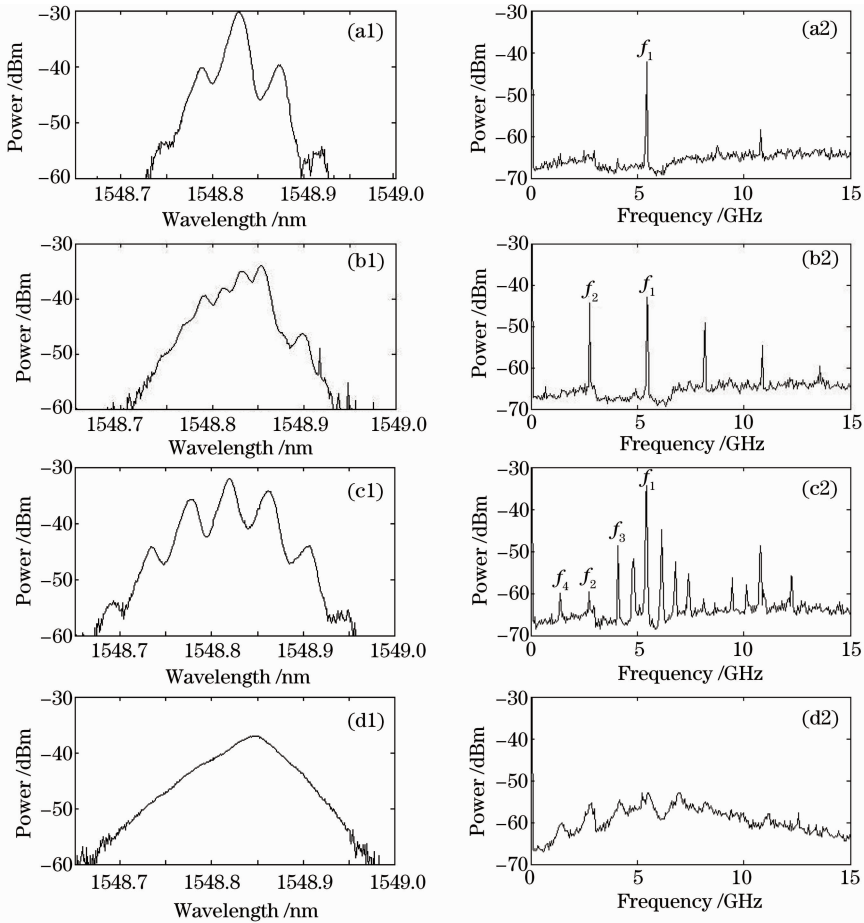 (a1)
Power /dBm
−30
−40
−50
−60
1548.7 1548.8 1548.9 1549.0
Wavelength /nm
(a2)
Power /dBm
−30
−40
−50
−60
−70
f1
0 5 10 15
Frequency /GHz
(b1)
Power /dBm
−30
−40
−50
−60
1548.7 1548.8 1548.9 1549.0
Wavelength /nm
(b2)
Power /dBm
−30
−40
−50
−60
−70
f2 f1
0 5 10 15
Frequency /GHz
(c1)
Power /dBm
−30
−40
−50
−60
1548.7 1548.8 1548.9 1549.0
Wavelength /nm
(c2)
Power /dBm
−30
−40
−50
−60
−70
f1
f3
f4 f2
0 5 10 15
Frequency /GHz
(d1)
Power /dBm
−30
−40
−50
−60
1548.7 1548.8 1548.9 1549.0
Wavelength /nm
(d2)
Power /dBm
−30
−40
−50
−60
−70
0 5 10 15
Frequency /GHz